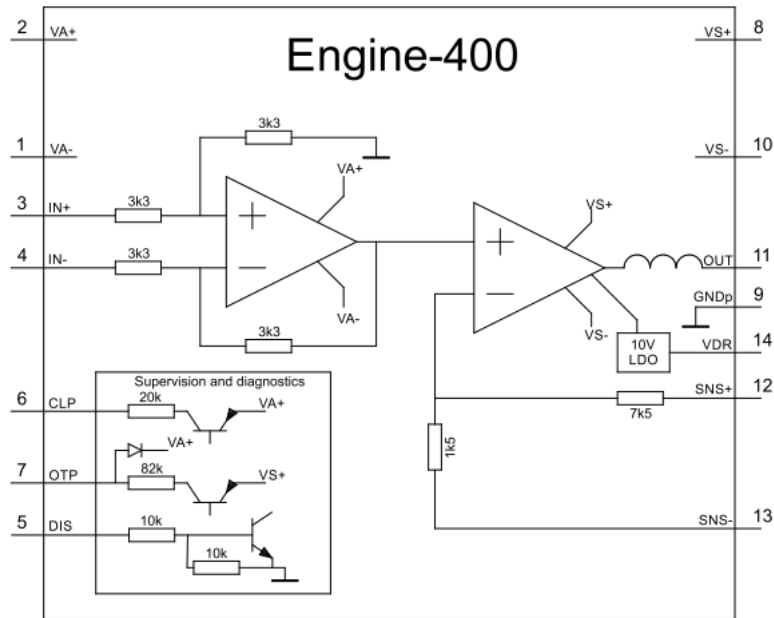 Engine-400
2 VA+
VS+ 8
3k3
1 VA-
VS- 10
VA+
3 IN+ 3k3
VS+
4 IN- 3k3
OUT 11
GNDp 9
VA-
VS-
3k3
10V
LDO
VDR 14
Supervision and diagnostics
6 CLP 20k VA+
SNS+ 12
7k5
1k5
VA+
7 OTP 82k VS+
5 DIS 10k
SNS- 13
10k